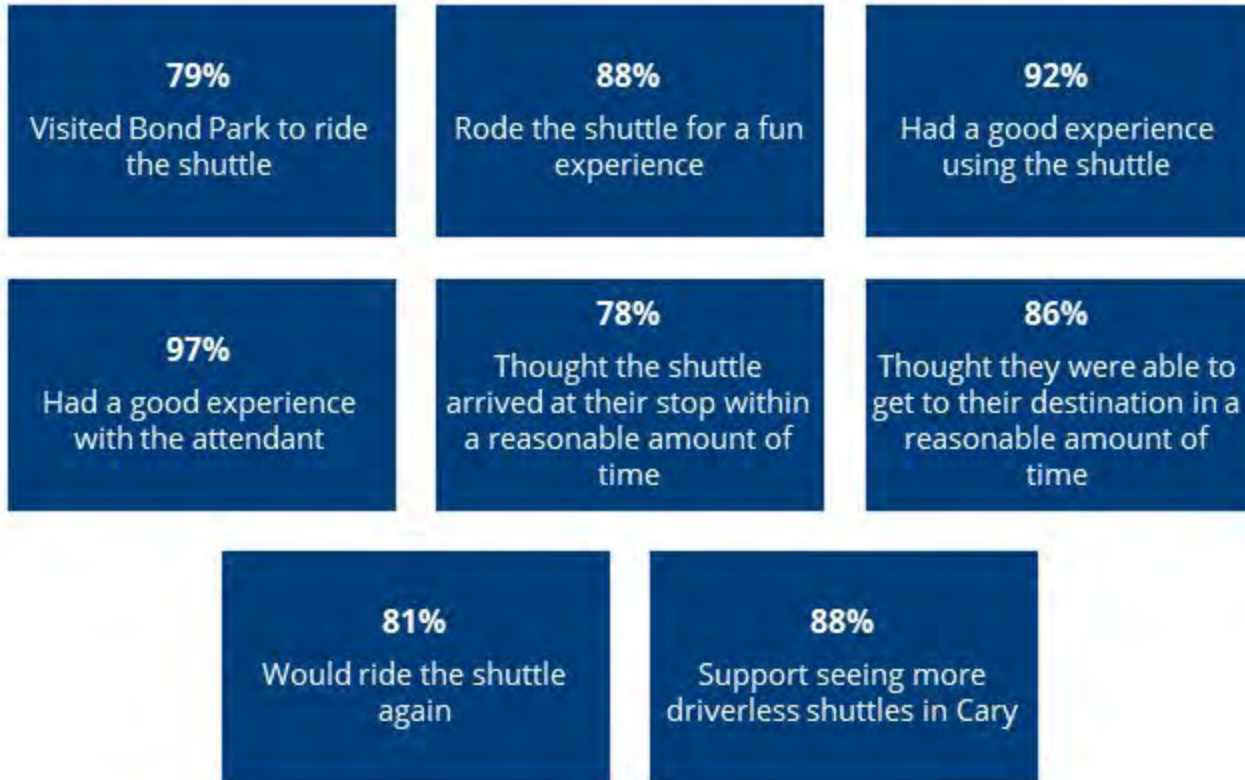 79%
Visited Bond Park to ride
the shuttle
88%
Rode the shuttle for a fun
experience
92%
Had a good experience
using the shuttle
97%
Had a good experience
with the attendant
78%
Thought the shuttle
arrived at their stop within
a reasonable amount of
time
86%
Thought they were able to
get to their destination in a
reasonable amount of
time
81%
Would ride the shuttle
again
88%
Support seeing more
driverless shuttles in Cary